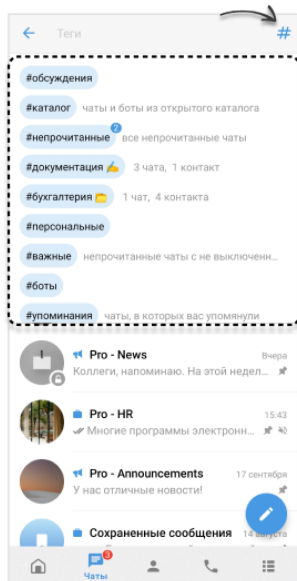 Теги #
#обсуждения
#каталог чаты и боты из открытого каталога
#непрочитанные 2 все непрочитанные чаты
#документация ✍️ 3 чата, 1 контакт
#бухгалтерия 🗂️ 1 чат, 4 контакта
#персональные
#важные непрочитанные чаты с не выключенн...
#боты
#упоминания чаты, в которых вас упомянули
Pro - News Вчера
Коллеги, напоминаю. На этой недел...
Pro - HR 15:43
Многие программы электронн...
Pro - Announcements 17 сентября
У нас отличные новости!
Сохраненные сообщения 14 августа
3
Чаты